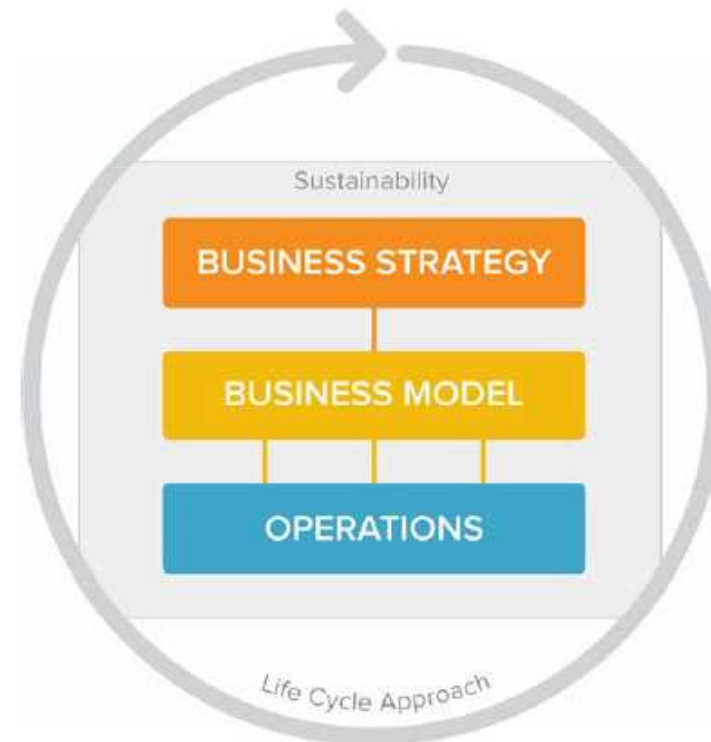 Sustainability
BUSINESS STRATEGY
BUSINESS MODEL
OPERATIONS
Life Cycle Approach